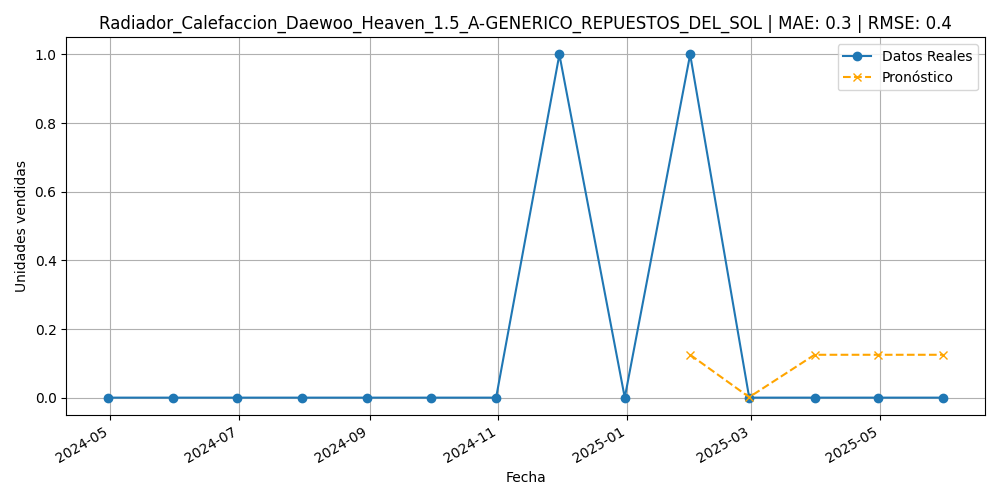 Radiador_Calefaccion_Daewoo_Heaven_1.5_A-GENERICO_REPUESTOS_DEL_SOL | MAE: 0.3 | RMSE: 0.4
Datos Reales
Pronóstico
Unidades vendidas
1.0
0.8
0.6
0.4
0.2
0.0
2024-05
2024-07
2024-09
2024-11
2025-01
2025-03
2025-05
Fecha